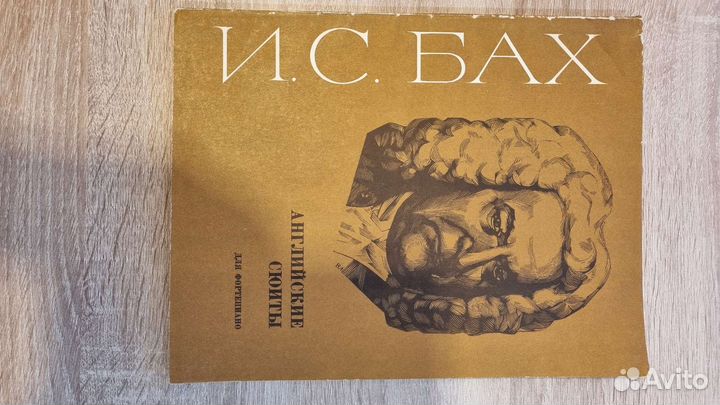 И. С. БАХ
АНГЛИЙСКИЕ
СЮИТЫ
ДЛЯ ФОРТЕПИАНО
Avito